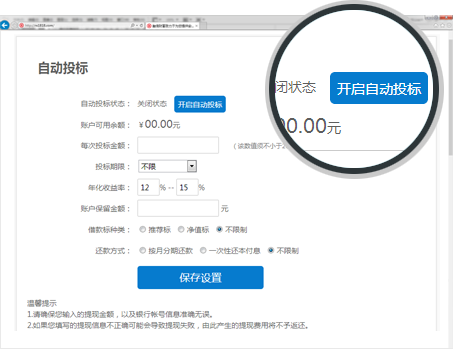 自动投标
自动投标状态： 关闭状态 开启自动投标
账户可用余额： ￥00.00元
每次投标金额： （该数值须不小于
投标期限： 不限
年化收益率： 12 % -- 15 %
账户保留金额： 元
借款标种类： 推荐标 净值标 不限制
还款方式： 按月分期还款 一次性还本付息 不限制
保存设置
温馨提示
1.请确保您输入的提现金额，以及银行帐号信息准确无误。
2.如果您填写的提现信息不正确可能会导致提现失败，由此产生的提现费用将不予返还。
闭状态 开启自动投标
00.00元